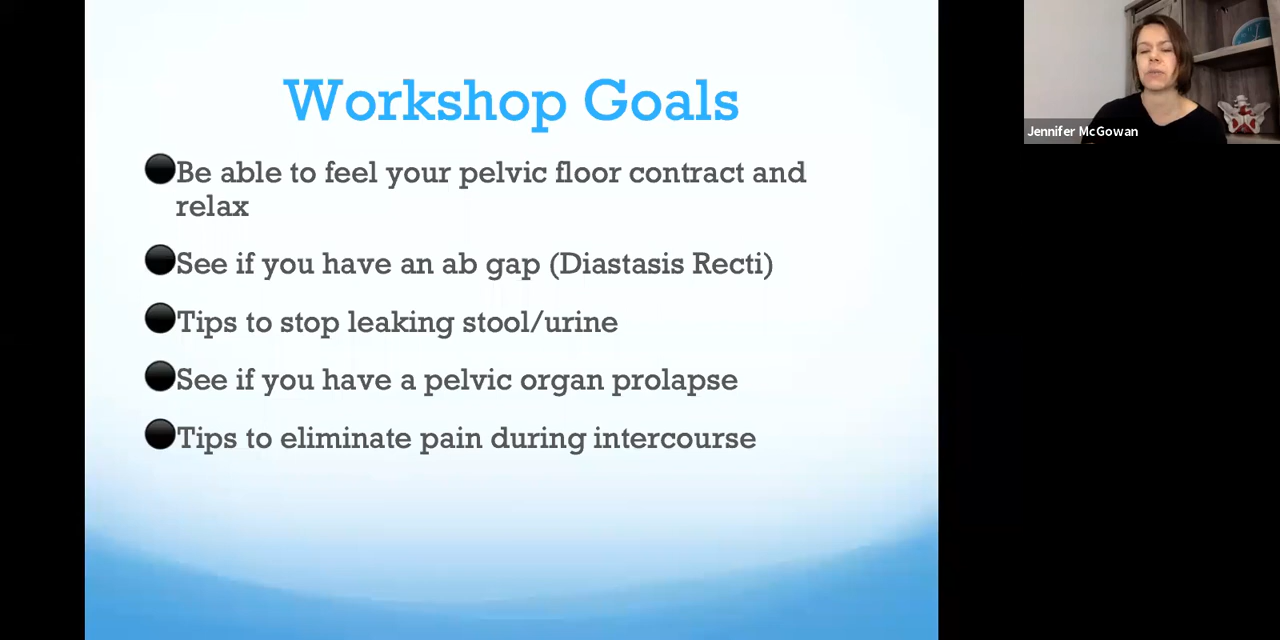 Workshop Goals
Be able to feel your pelvic floor contract and
relax
See if you have an ab gap (Diastasis Recti)
Tips to stop leaking stool/urine
See if you have a pelvic organ prolapse
Tips to eliminate pain during intercourse
Jennifer McGowan